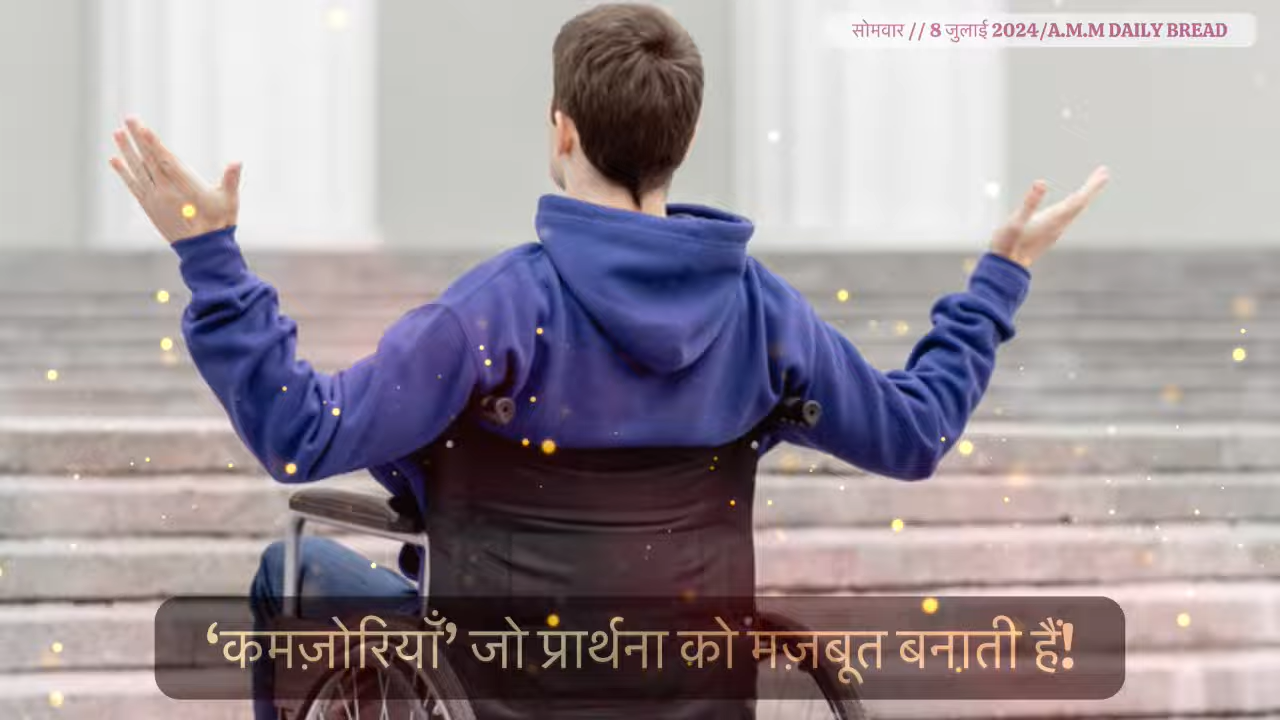 सोमवार // 8 जुलाई 2024/A.M.M DAILY BREAD
‘कमज़ोरियाँ’ जो प्रार्थना को मज़बूत बनाती हैं!